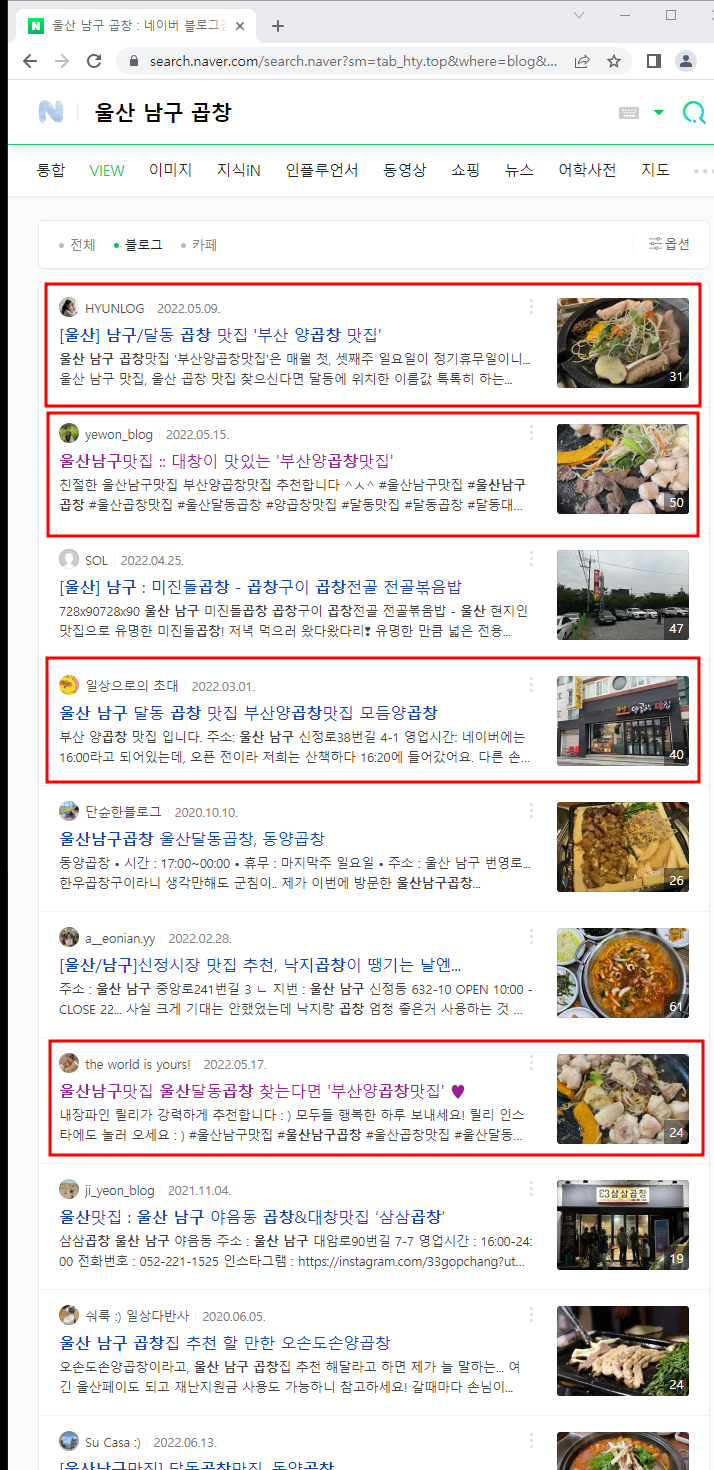 울산 남구 곱창 : 네이버 블로그검
search.naver.com/search.naver?sm=tab_hty.top&where=blog&...
울산 남구 곱창
통합 VIEW 이미지 지식iN 인플루언서 동영상 쇼핑 뉴스 어학사전 지도
전체 블로그 카페 옵션
HYUNLOG 2022.05.09.
[울산] 남구/달동 곱창 맛집 '부산 양곱창 맛집'
울산 남구 곱창맛집 '부산양곱창맛집'은 매월 첫, 셋째주 일요일이 정기휴무일이니...
울산 남구 맛집, 울산 곱창 맛집 찾으신다면 달동에 위치한 이름값 톡톡히 하는...
31
yewon_blog 2022.05.15.
울산남구맛집 :: 대창이 맛있는 '부산양곱창맛집'
친절한 울산남구맛집 부산양곱창맛집 추천합니다 ^ㅅ^ #울산남구맛집 #울산남구
곱창 #울산곱창맛집 #울산달동곱창 #양곱창맛집 #달동맛집 #달동곱창 #달동대...
50
SOL 2022.04.25.
[울산] 남구 : 미진돌곱창 - 곱창구이 곱창전골 전골볶음밥
728x90728x90 울산 남구 미진돌곱창 곱창구이 곱창전골 전골볶음밥 - 울산 현지인
맛집으로 유명한 미진돌곱창! 저녁 먹으러 왔다왔다리❣ 유명한 만큼 넓은 전용...
47
일상으로의 초대 2022.03.01.
울산 남구 달동 곱창 맛집 부산양곱창맛집 모듬양곱창
부산 양곱창 맛집 입니다. 주소: 울산 남구 신정로38번길 4-1 영업시간: 네이버에는
16:00라고 되어있는데, 오픈 전이라 저희는 산책하다 16:20에 들어갔어요. 다른 손...
40
단슌한블로그 2020.10.10.
울산남구곱창 울산달동곱창, 동양곱창
동양곱창 • 시간 : 17:00~00:00 • 휴무 : 마지막주 일요일 • 주소 : 울산 남구 번영로...
한우곱창구이라니 생각만해도 군침이.. 제가 이번에 방문한 울산남구곱창...
26
a__eonian.yy 2022.02.28.
[울산/남구]신정시장 맛집 추천, 낙지곱창이 땡기는 날엔...
주소 : 울산 남구 중앙로241번길 3 ㄴ 지번 : 울산 남구 신정동 632-10 OPEN 10:00 -
CLOSE 22... 사실 크게 기대는 안했었는데 낙지랑 곱창 엄청 좋은거 사용하는 것 ...
61
the world is yours! 2022.05.17.
울산남구맛집 울산달동곱창 찾는다면 '부산양곱창맛집' ♥
내장파인 릴리가 강력하게 추천합니다 : ) 모두들 행복한 하루 보내세요! 릴리 인스
타에도 놀러 오세요 : ) #울산남구맛집 #울산남구곱창 #울산곱창맛집 #울산달동...
24
ji_yeon_blog 2021.11.04.
울산맛집 : 울산 남구 야음동 곱창&대창맛집 '삼삼곱창'
삼삼곱창 울산 남구 야음동 주소 : 울산 남구 대암로90번길 7-7 영업시간 : 16:00-24:
00 전화번호 : 052-221-1525 인스타그램 : https://instagram.com/33gopchang?ut...
33삼삼곱창
19
숴룩 :) 일상다반사 2020.06.05.
울산 남구 곱창집 추천 할 만한 오손도손양곱창
오손도손양곱창이라고, 울산 남구 곱창집 추천 해달라고 하면 제가 늘 말하는... 여
긴 울산페이도 되고 재난지원금 사용도 가능하니 참고하세요! 갈때마다 손님이...
24
Su Casa :) 2022.06.13.
[울산남구맛집] 달동곱창맛집, 동양곱창